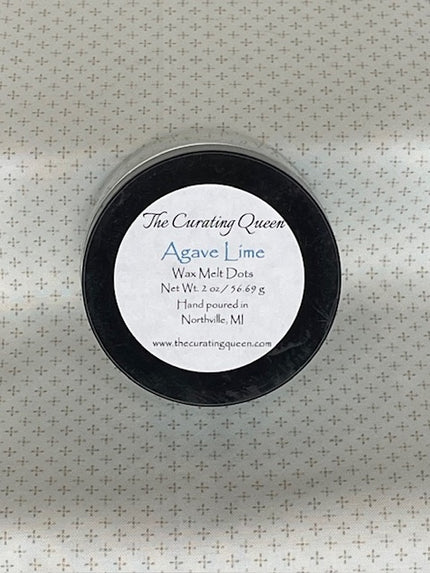 The Curating Queen
Agave Lime
Wax Melt Dots
Net Wt. 2 oz / 56.69 g
Hand poured in
Northville, MI
www.thecuratingqueen.com